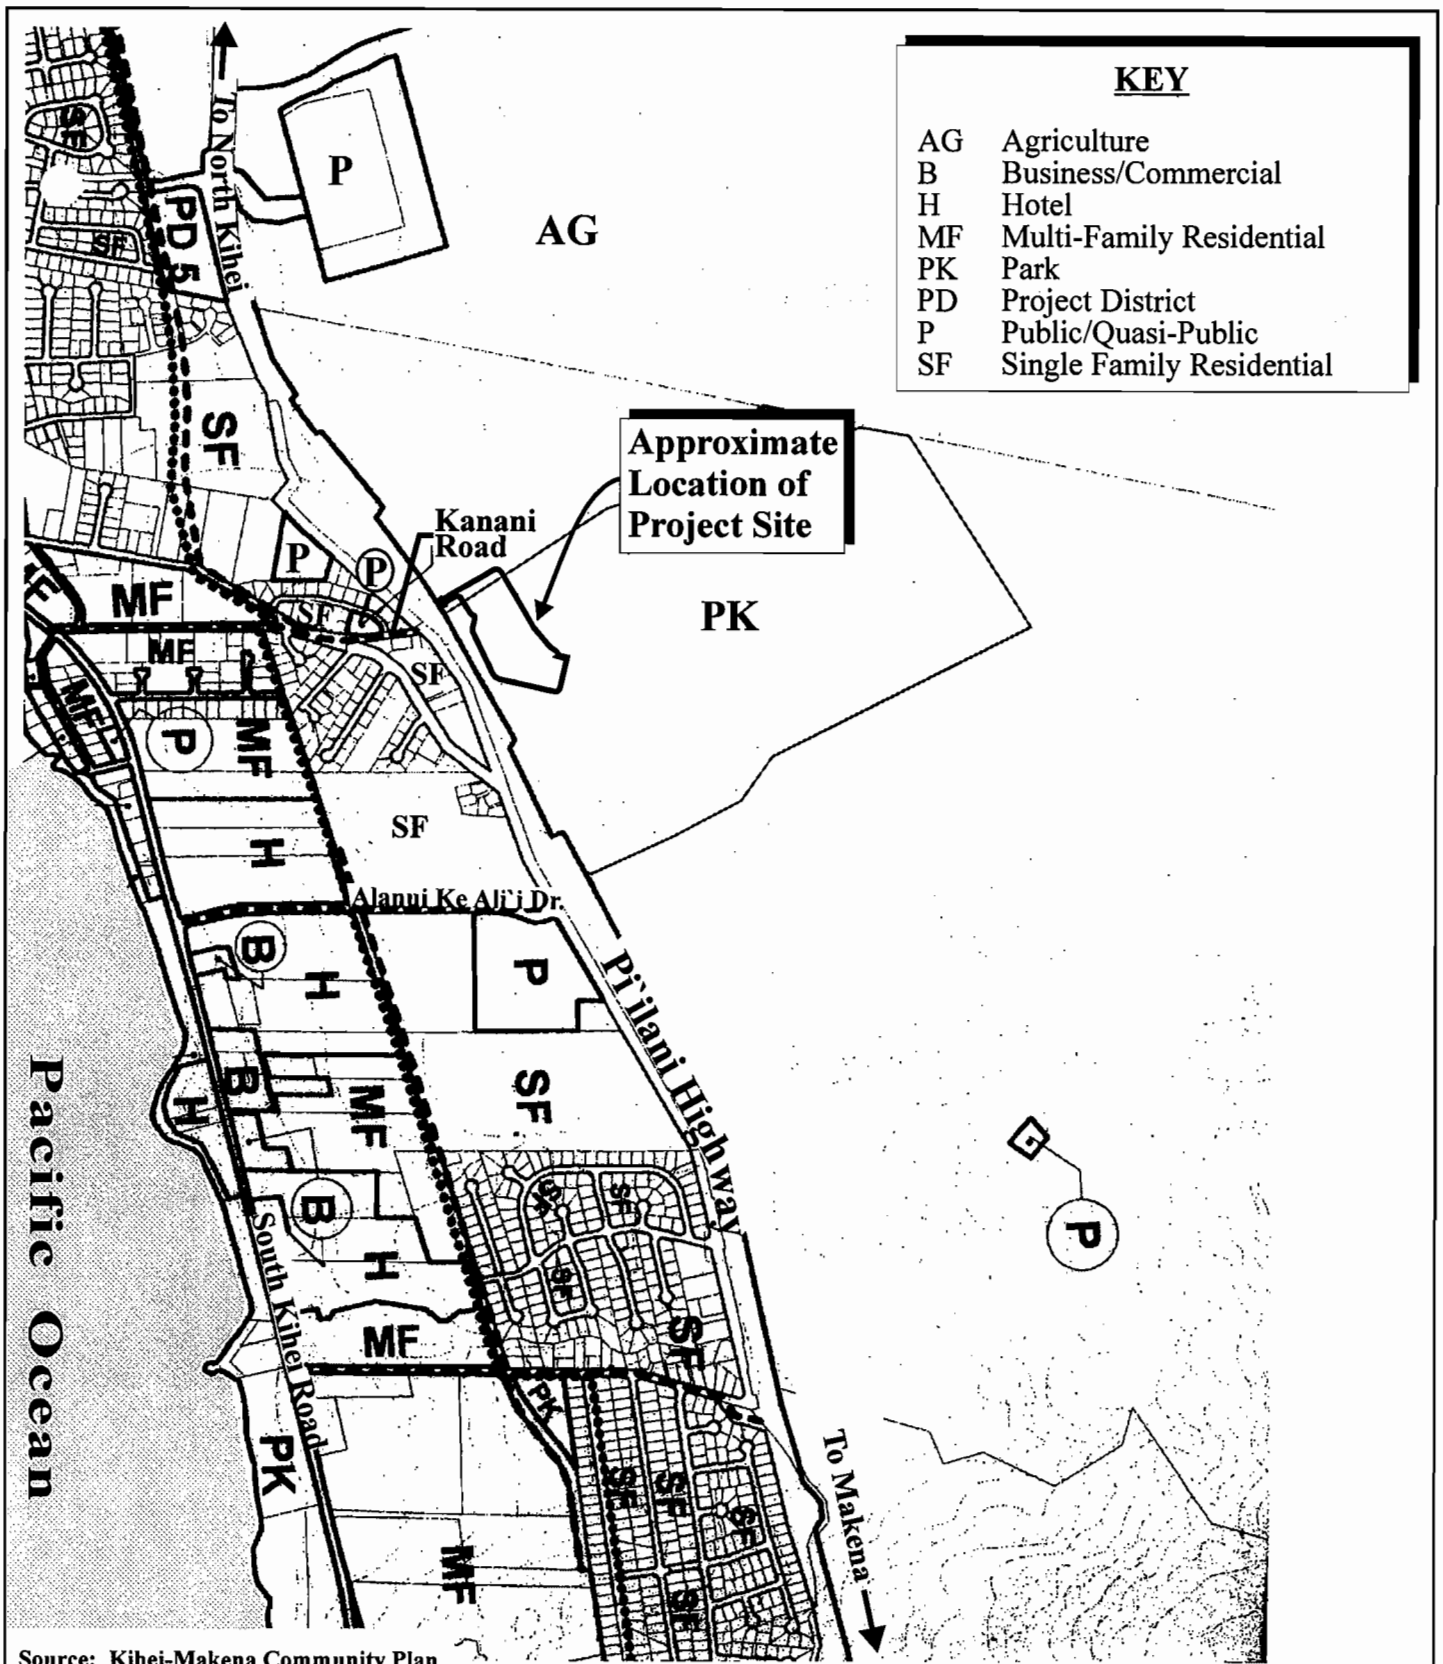 KEY
AG Agriculture
B Business/Commercial
H Hotel
MF Multi-Family Residential
PK Park
PD Project District
P Public/Quasi-Public
SF Single Family Residential
To North Kihei
SF
P
AG
PD 5
SF
SF
Approximate
Location of
Project Site
Kanani
Road
P
P
MF
MF
SF
PK
MF
SF
MF
P
MF
H
SF
Alanui Ke Ali`i Dr.
B
H
P
Pi`ilani Highway
B
H
MF
SF
Pacific Ocean
B
H
SF
SF
SF
P
South Kihei Road
MF
SF
PK
PK
To Makena
SF
SF
SF
MF
SF
Source: Kihei-Makena Community Plan